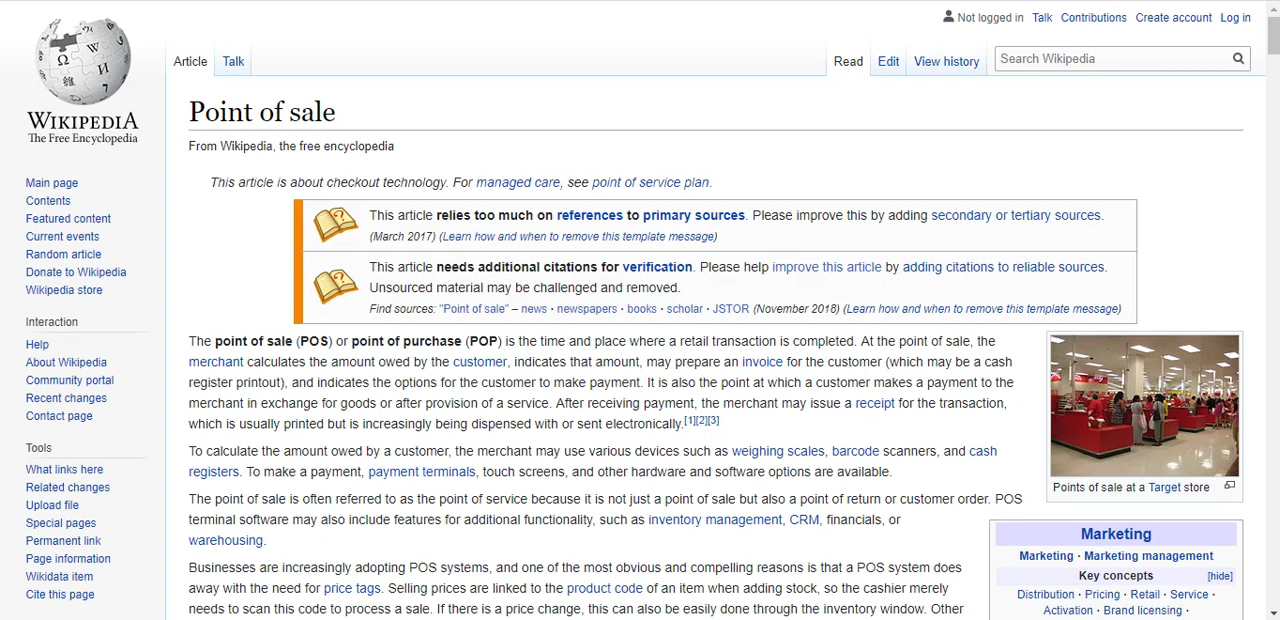 Not logged in Talk Contributions Create account Log in
Article Talk Read Edit View history Search Wikipedia
WIKIPEDIA
The Free Encyclopedia
Main page
Contents
Featured content
Current events
Random article
Donate to Wikipedia
Wikipedia store
Interaction
Help
About Wikipedia
Community portal
Recent changes
Contact page
Tools
What links here
Related changes
Upload file
Special pages
Permanent link
Page information
Wikidata item
Cite this page
Point of sale
From Wikipedia, the free encyclopedia
This article is about checkout technology. For managed care, see point of service plan.
This article relies too much on references to primary sources. Please improve this by adding secondary or tertiary sources.
(March 2017) (Learn how and when to remove this template message)
This article needs additional citations for verification. Please help improve this article by adding citations to reliable sources.
Unsourced material may be challenged and removed.
Find sources: "Point of sale" – news · newspapers · books · scholar · JSTOR (November 2018) (Learn how and when to remove this template message)
The point of sale (POS) or point of purchase (POP) is the time and place where a retail transaction is completed. At the point of sale, the
merchant calculates the amount owed by the customer, indicates that amount, may prepare an invoice for the customer (which may be a cash
register printout), and indicates the options for the customer to make payment. It is also the point at which a customer makes a payment to the
merchant in exchange for goods or after provision of a service. After receiving payment, the merchant may issue a receipt for the transaction,
which is usually printed but is increasingly being dispensed with or sent electronically.[1][2][3]
To calculate the amount owed by a customer, the merchant may use various devices such as weighing scales, barcode scanners, and cash
registers. To make a payment, payment terminals, touch screens, and other hardware and software options are available.
The point of sale is often referred to as the point of service because it is not just a point of sale but also a point of return or customer order. POS
terminal software may also include features for additional functionality, such as inventory management, CRM, financials, or
warehousing.
Businesses are increasingly adopting POS systems, and one of the most obvious and compelling reasons is that a POS system does
away with the need for price tags. Selling prices are linked to the product code of an item when adding stock, so the cashier merely
needs to scan this code to process a sale. If there is a price change, this can also be easily done through the inventory window. Other
Points of sale at a Target store
Marketing
Marketing · Marketing management
Key concepts [hide]
Distribution · Pricing · Retail · Service ·
Activation · Brand licensing ·